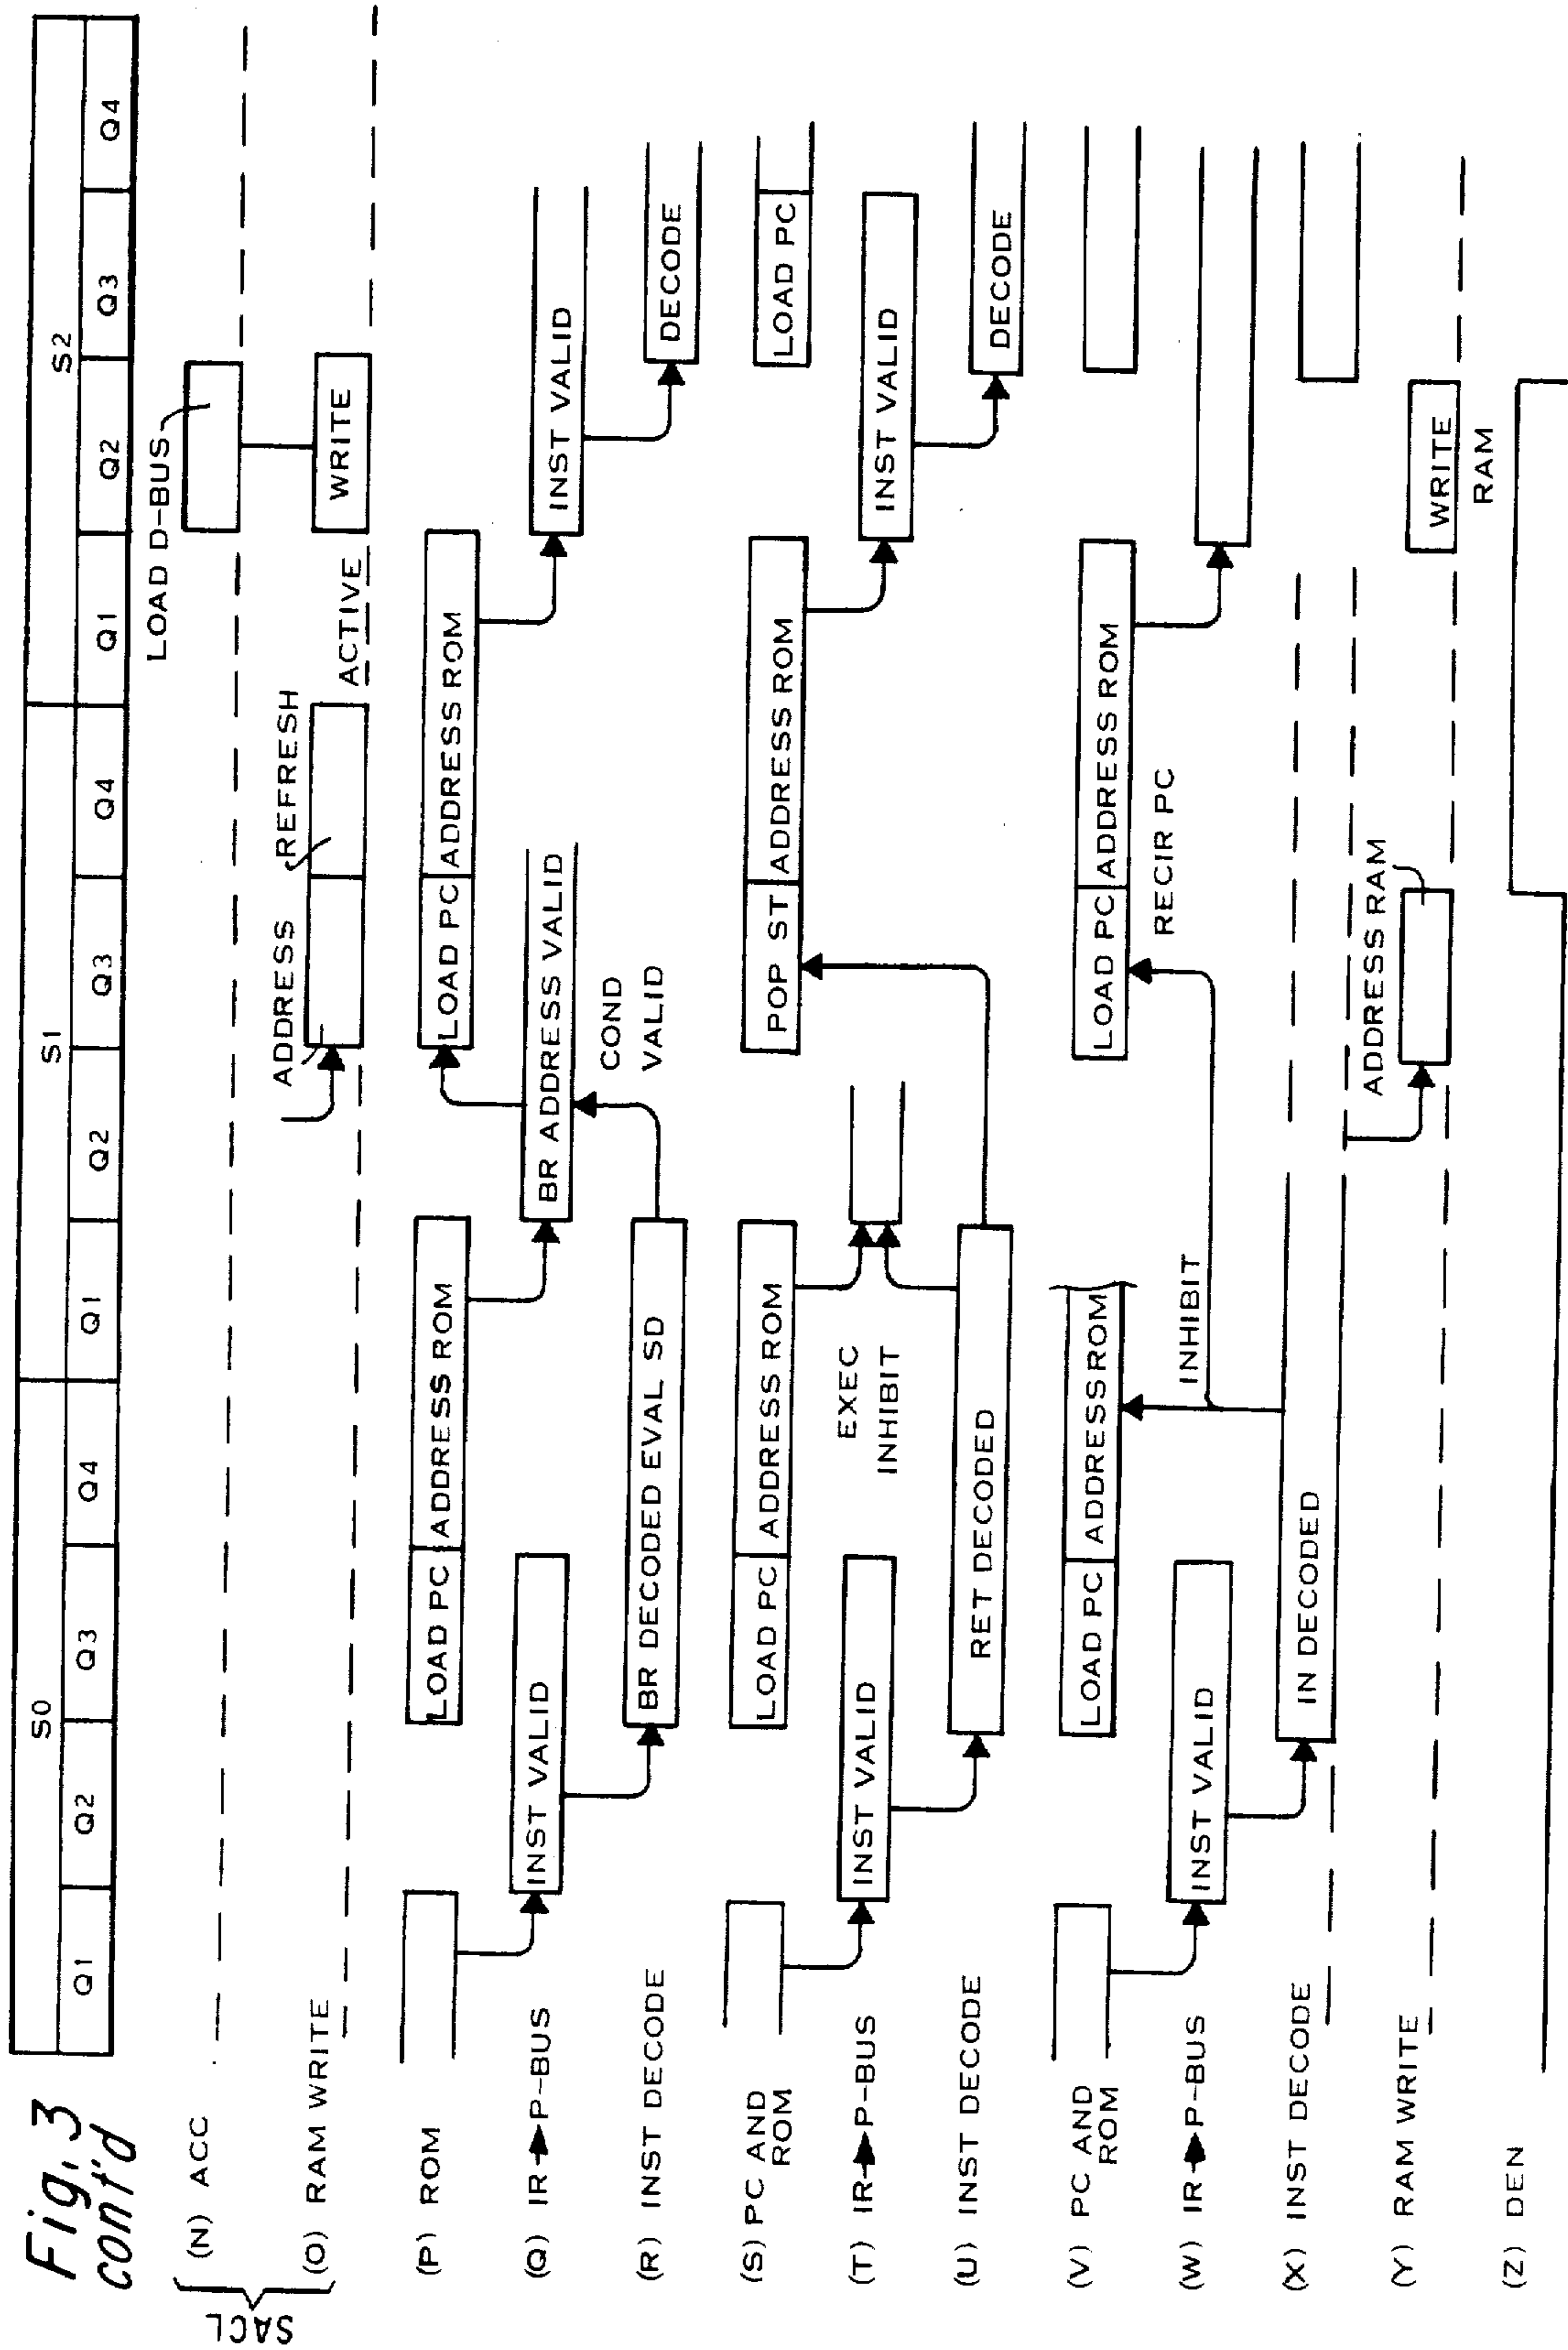 Fig. 3
cont'd
S0 S1 S2
Q1 Q2 Q3 Q4 Q1 Q2 Q3 Q4 Q1 Q2 Q3 Q4
SACL
LOAD D-BUS
(N) ACC
ADDRESS REFRESH
ACTIVE
(O) RAM WRITE WRITE
(P) ROM LOAD PC ADDRESS ROM LOAD PC ADDRESS ROM
(Q) IR→P-BUS INST VALID BR ADDRESS VALID INST VALID
COND
VALID
(R) INST DECODE BR DECODED EVAL SD DECODE
(S) PC AND
ROM
LOAD PC ADDRESS ROM POP ST ADDRESS ROM LOAD PC
(T) IR→P-BUS INST VALID EXEC
INHIBIT
INST VALID
(U) INST DECODE RET DECODED DECODE
(V) PC AND
ROM
LOAD PC ADDRESS ROM LOAD PC ADDRESS ROM
RECIR PC
(W) IR→P-BUS INST VALID INHIBIT
(X) INST DECODE IN DECODED
ADDRESS RAM
(Y) RAM WRITE WRITE
RAM
(Z) DEN